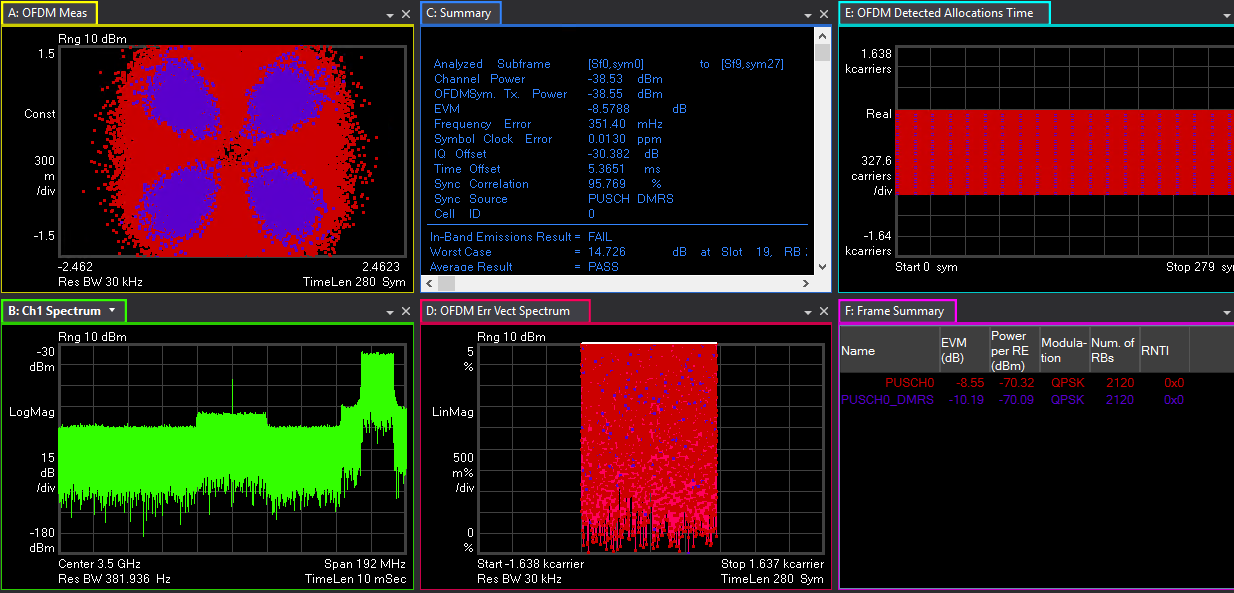 A: OFDM Meas
Rng 10 dBm
1.5
Const
300
m
/div
-1.5
-2.462
2.4623
Res BW 30 kHz
TimeLen 280 Sym
C: Summary
Analyzed Subframe [Sf0,sym0] to [Sf9,sym27]
Channel Power -38.53 dBm
OFDMSym. Tx. Power -38.55 dBm
EVM -8.5788 dB
Frequency Error 351.40 mHz
Symbol Clock Error 0.0130 ppm
IQ Offset -30.382 dB
Time Offset 5.3651 ms
Sync Correlation 95.769 %
Sync Source PUSCH DMRS
Cell ID 0
In-Band Emissions Result = FAIL
Worst Case = 14.726 dB at Slot 19, RB
Average Result = PASS
E: OFDM Detected Allocations Time
1.638
kcarriers
Real
327.6
carriers
/div
-1.64
kcarriers
Start 0 sym
Stop 279 sym
B: Ch1 Spectrum
Rng 10 dBm
-30
dBm
LogMag
15
dB
/div
-180
dBm
Center 3.5 GHz
Span 192 MHz
Res BW 381.936 Hz
TimeLen 10 mSec
D: OFDM Err Vect Spectrum
Rng 10 dBm
5
%
LinMag
500
m%
/div
0
%
Start -1.638 kcarrier
Stop 1.637 kcarrier
Res BW 30 kHz
TimeLen 280 Sym
F: Frame Summary
Name EVM (dB) Power per RE (dBm) Modula-tion Num. of RBs RNTI
PUSCH0 -8.55 -70.32 QPSK 2120 0x0
PUSCH0_DMRS -10.19 -70.09 QPSK 2120 0x0